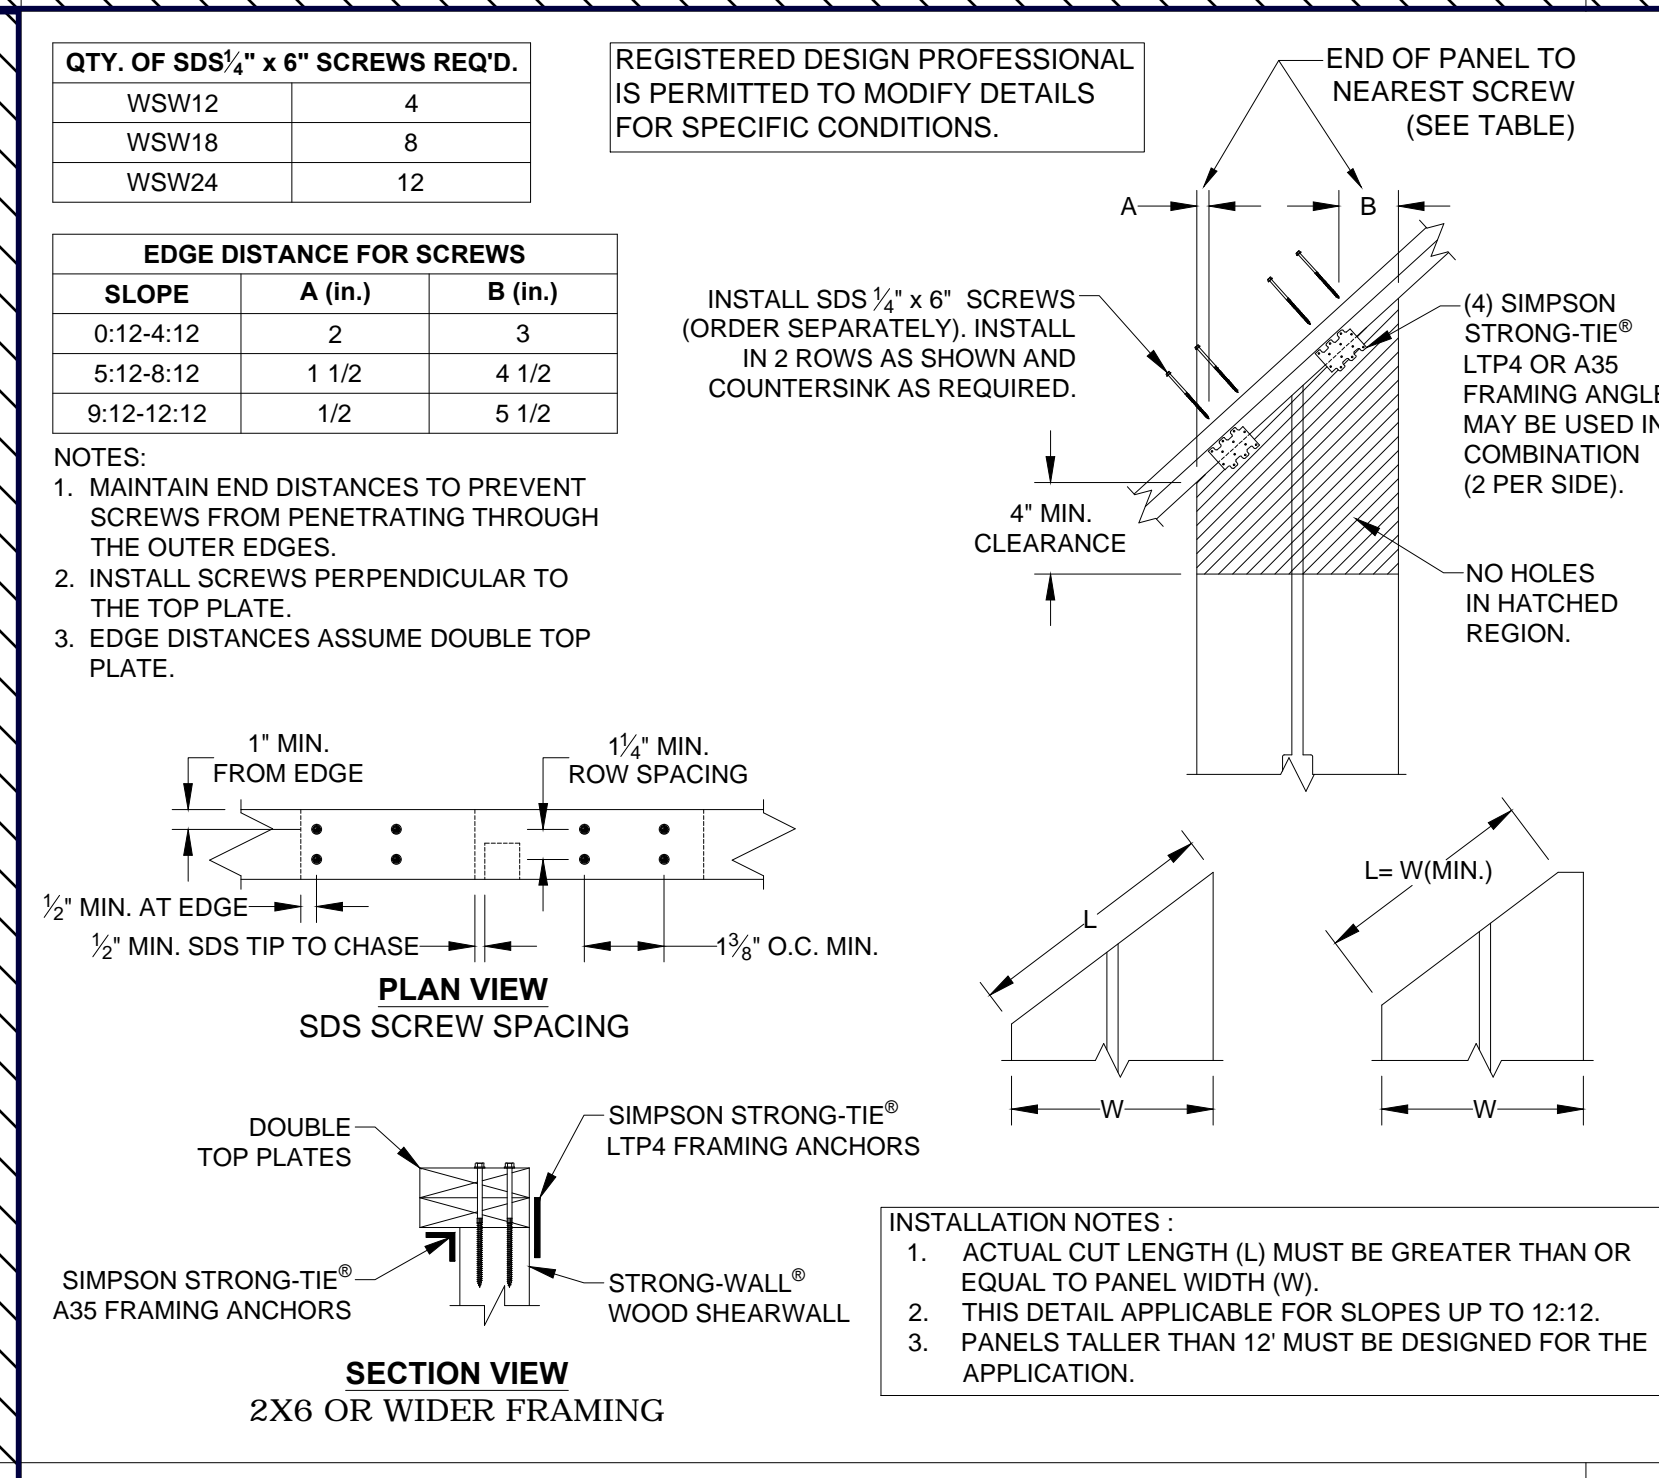 QTY. OF SDS¼" x 6" SCREWS REQ'D.
WSW12 4
WSW18 8
WSW24 12
EDGE DISTANCE FOR SCREWS
SLOPE A (in.) B (in.)
0:12-4:12 2 3
5:12-8:12 1 1/2 4 1/2
9:12-12:12 1/2 5 1/2
NOTES:
1. MAINTAIN END DISTANCES TO PREVENT
SCREWS FROM PENETRATING THROUGH
THE OUTER EDGES.
2. INSTALL SCREWS PERPENDICULAR TO
THE TOP PLATE.
3. EDGE DISTANCES ASSUME DOUBLE TOP
PLATE.
REGISTERED DESIGN PROFESSIONAL
IS PERMITTED TO MODIFY DETAILS
FOR SPECIFIC CONDITIONS.
END OF PANEL TO
NEAREST SCREW
(SEE TABLE)
A
B
INSTALL SDS ¼" x 6" SCREWS
(ORDER SEPARATELY). INSTALL
IN 2 ROWS AS SHOWN AND
COUNTERSINK AS REQUIRED.
(4) SIMPSON
STRONG-TIE®
LTP4 OR A35
FRAMING ANGLE
MAY BE USED IN
COMBINATION
(2 PER SIDE).
4" MIN.
CLEARANCE
NO HOLES
IN HATCHED
REGION.
1" MIN.
FROM EDGE
1¼" MIN.
ROW SPACING
½" MIN. AT EDGE
½" MIN. SDS TIP TO CHASE
1⅜" O.C. MIN.
PLAN VIEW
SDS SCREW SPACING
L
W
L= W(MIN.)
W
DOUBLE
TOP PLATES
SIMPSON STRONG-TIE®
LTP4 FRAMING ANCHORS
SIMPSON STRONG-TIE®
A35 FRAMING ANCHORS
STRONG-WALL®
WOOD SHEARWALL
SECTION VIEW
2X6 OR WIDER FRAMING
INSTALLATION NOTES :
1. ACTUAL CUT LENGTH (L) MUST BE GREATER THAN OR
EQUAL TO PANEL WIDTH (W).
2. THIS DETAIL APPLICABLE FOR SLOPES UP TO 12:12.
3. PANELS TALLER THAN 12' MUST BE DESIGNED FOR THE
APPLICATION.